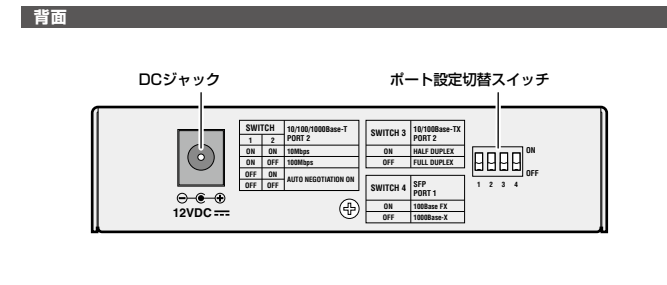 背面
DCジャック
ポート設定切替スイッチ
SWITCH 10/100/1000Base-T PORT 2
1 2
ON ON 10Mbps
ON OFF 100Mbps
OFF ON AUTO NEGOTIATION ON
OFF OFF
SWITCH 3 10/100Base-TX PORT 2
ON HALF DUPLEX
OFF FULL DUPLEX
SWITCH 4 SFP PORT 1
ON 100Base FX
OFF 1000Base-X
ON
OFF
1 2 3 4
12VDC